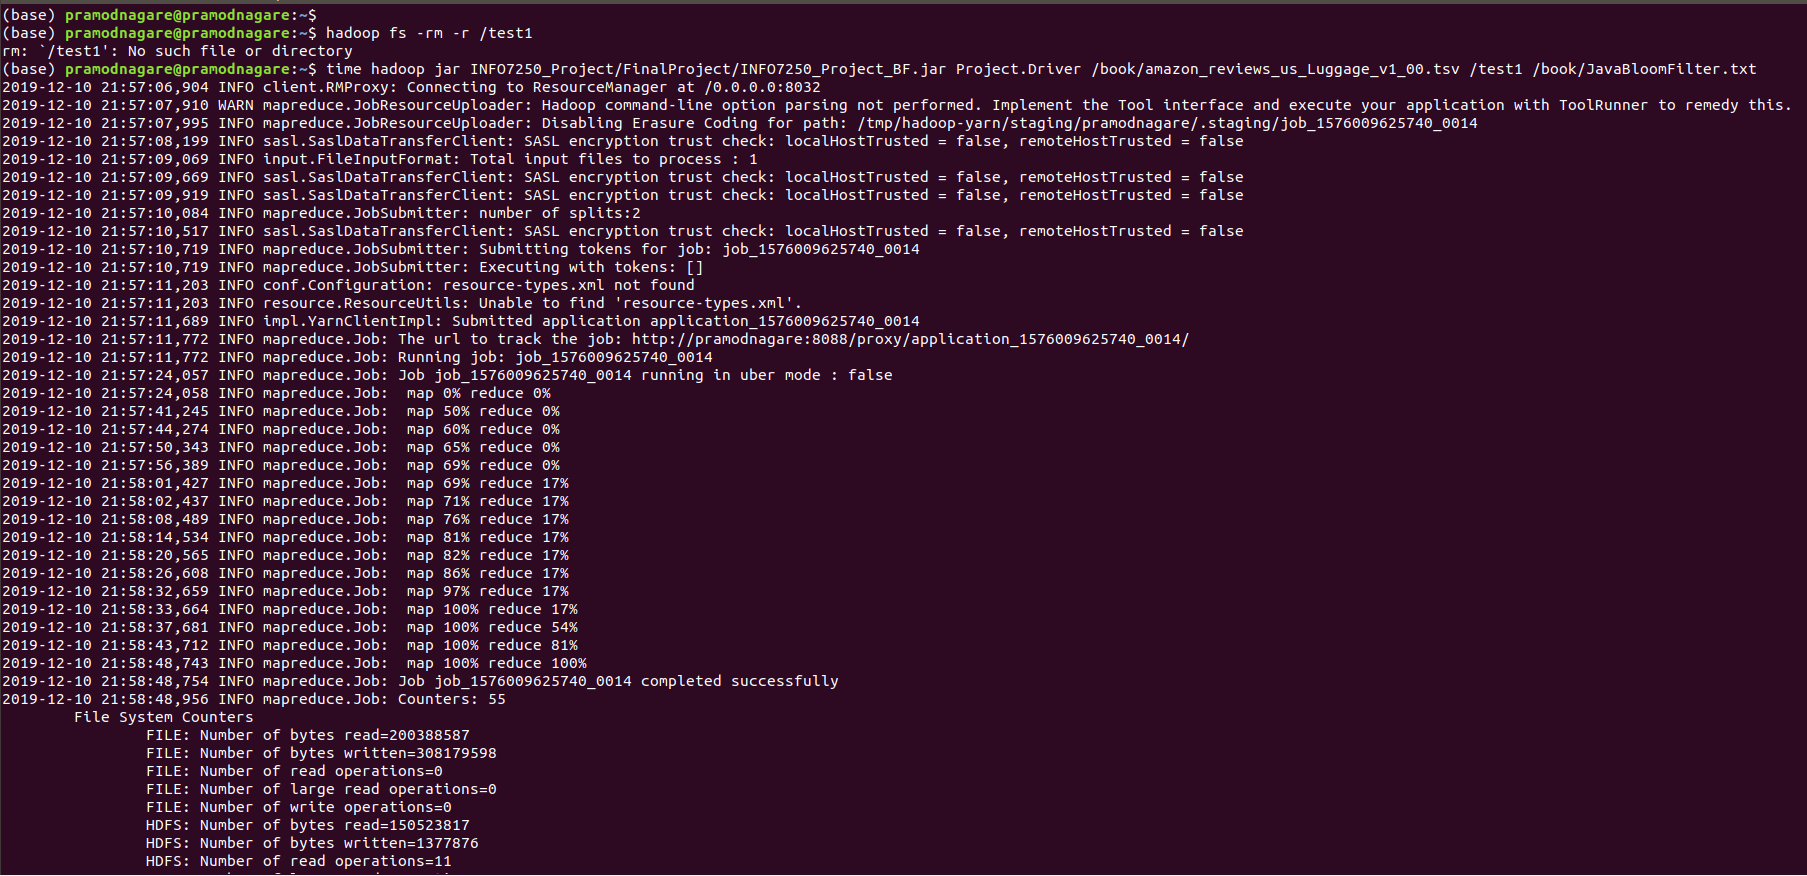 (base) pramodnagare@pramodnagare:~$
(base) pramodnagare@pramodnagare:~$ hadoop fs -rm -r /test1
rm: `/test1': No such file or directory
(base) pramodnagare@pramodnagare:~$ time hadoop jar INFO7250_Project/FinalProject/INFO7250_Project_BF.jar Project.Driver /book/amazon_reviews_us_Luggage_v1_00.tsv /test1 /book/JavaBloomFilter.txt
2019-12-10 21:57:06,904 INFO client.RMProxy: Connecting to ResourceManager at /0.0.0.0:8032
2019-12-10 21:57:07,910 WARN mapreduce.JobResourceUploader: Hadoop command-line option parsing not performed. Implement the Tool interface and execute your application with ToolRunner to remedy this.
2019-12-10 21:57:07,995 INFO mapreduce.JobResourceUploader: Disabling Erasure Coding for path: /tmp/hadoop-yarn/staging/pramodnagare/.staging/job_1576009625740_0014
2019-12-10 21:57:08,199 INFO sasl.SaslDataTransferClient: SASL encryption trust check: localHostTrusted = false, remoteHostTrusted = false
2019-12-10 21:57:09,069 INFO input.FileInputFormat: Total input files to process : 1
2019-12-10 21:57:09,669 INFO sasl.SaslDataTransferClient: SASL encryption trust check: localHostTrusted = false, remoteHostTrusted = false
2019-12-10 21:57:09,919 INFO sasl.SaslDataTransferClient: SASL encryption trust check: localHostTrusted = false, remoteHostTrusted = false
2019-12-10 21:57:10,084 INFO mapreduce.JobSubmitter: number of splits:2
2019-12-10 21:57:10,517 INFO sasl.SaslDataTransferClient: SASL encryption trust check: localHostTrusted = false, remoteHostTrusted = false
2019-12-10 21:57:10,719 INFO mapreduce.JobSubmitter: Submitting tokens for job: job_1576009625740_0014
2019-12-10 21:57:10,719 INFO mapreduce.JobSubmitter: Executing with tokens: []
2019-12-10 21:57:11,203 INFO conf.Configuration: resource-types.xml not found
2019-12-10 21:57:11,203 INFO resource.ResourceUtils: Unable to find 'resource-types.xml'.
2019-12-10 21:57:11,689 INFO impl.YarnClientImpl: Submitted application application_1576009625740_0014
2019-12-10 21:57:11,772 INFO mapreduce.Job: The url to track the job: http://pramodnagare:8088/proxy/application_1576009625740_0014/
2019-12-10 21:57:11,772 INFO mapreduce.Job: Running job: job_1576009625740_0014
2019-12-10 21:57:24,057 INFO mapreduce.Job: Job job_1576009625740_0014 running in uber mode : false
2019-12-10 21:57:24,058 INFO mapreduce.Job:  map 0% reduce 0%
2019-12-10 21:57:41,245 INFO mapreduce.Job:  map 50% reduce 0%
2019-12-10 21:57:44,274 INFO mapreduce.Job:  map 60% reduce 0%
2019-12-10 21:57:50,343 INFO mapreduce.Job:  map 65% reduce 0%
2019-12-10 21:57:56,389 INFO mapreduce.Job:  map 69% reduce 0%
2019-12-10 21:58:01,427 INFO mapreduce.Job:  map 69% reduce 17%
2019-12-10 21:58:02,437 INFO mapreduce.Job:  map 71% reduce 17%
2019-12-10 21:58:08,489 INFO mapreduce.Job:  map 76% reduce 17%
2019-12-10 21:58:14,534 INFO mapreduce.Job:  map 81% reduce 17%
2019-12-10 21:58:20,565 INFO mapreduce.Job:  map 82% reduce 17%
2019-12-10 21:58:26,608 INFO mapreduce.Job:  map 86% reduce 17%
2019-12-10 21:58:32,659 INFO mapreduce.Job:  map 97% reduce 17%
2019-12-10 21:58:33,664 INFO mapreduce.Job:  map 100% reduce 17%
2019-12-10 21:58:37,681 INFO mapreduce.Job:  map 100% reduce 54%
2019-12-10 21:58:43,712 INFO mapreduce.Job:  map 100% reduce 81%
2019-12-10 21:58:48,743 INFO mapreduce.Job:  map 100% reduce 100%
2019-12-10 21:58:48,754 INFO mapreduce.Job: Job job_1576009625740_0014 completed successfully
2019-12-10 21:58:48,956 INFO mapreduce.Job: Counters: 55
File System Counters
FILE: Number of bytes read=200388587
FILE: Number of bytes written=308179598
FILE: Number of read operations=0
FILE: Number of large read operations=0
FILE: Number of write operations=0
HDFS: Number of bytes read=150523817
HDFS: Number of bytes written=1377876
HDFS: Number of read operations=11